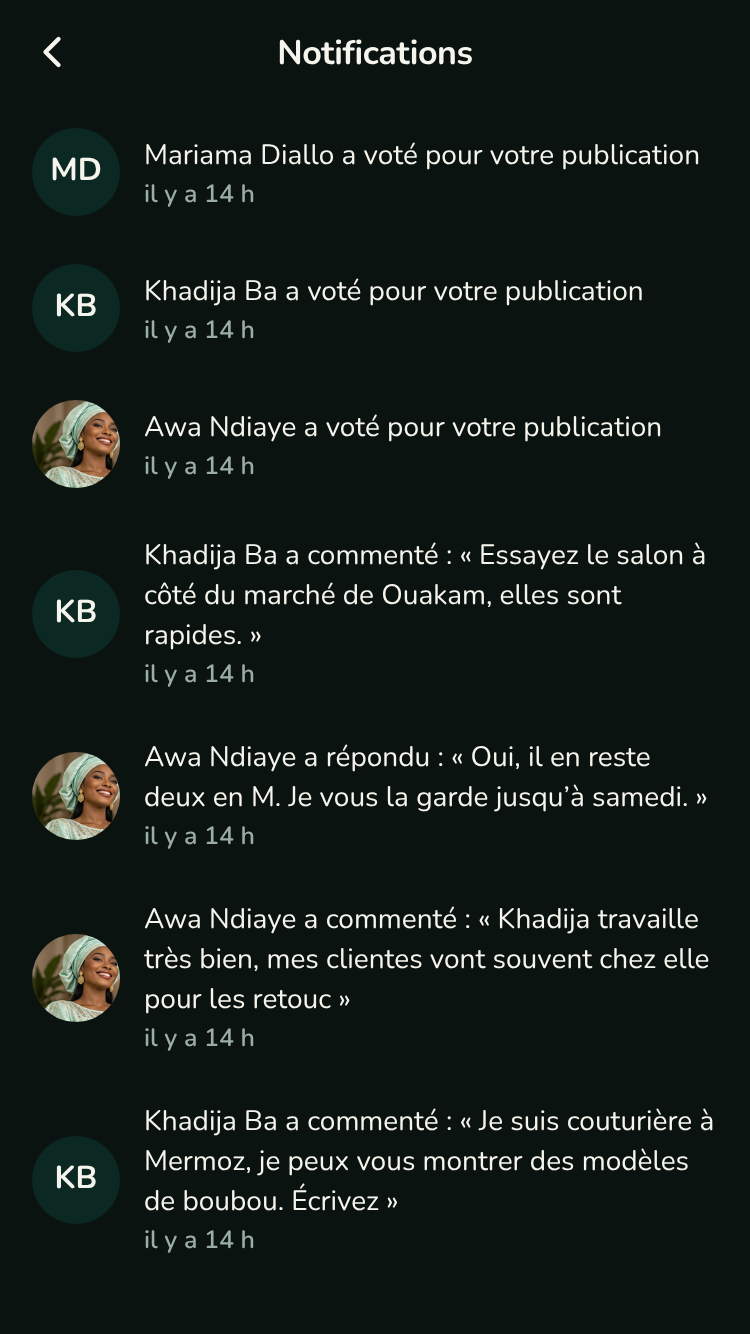 Notifications
MD
Mariama Diallo a voté pour votre publication
il y a 14 h
KB
Khadija Ba a voté pour votre publication
il y a 14 h
Awa Ndiaye a voté pour votre publication
il y a 14 h
KB
Khadija Ba a commenté : « Essayez le salon à
côté du marché de Ouakam, elles sont
rapides. »
il y a 14 h
Awa Ndiaye a répondu : « Oui, il en reste
deux en M. Je vous la garde jusqu’à samedi. »
il y a 14 h
Awa Ndiaye a commenté : « Khadija travaille
très bien, mes clientes vont souvent chez elle
pour les retouc »
il y a 14 h
KB
Khadija Ba a commenté : « Je suis couturière à
Mermoz, je peux vous montrer des modèles
de boubou. Écrivez »
il y a 14 h